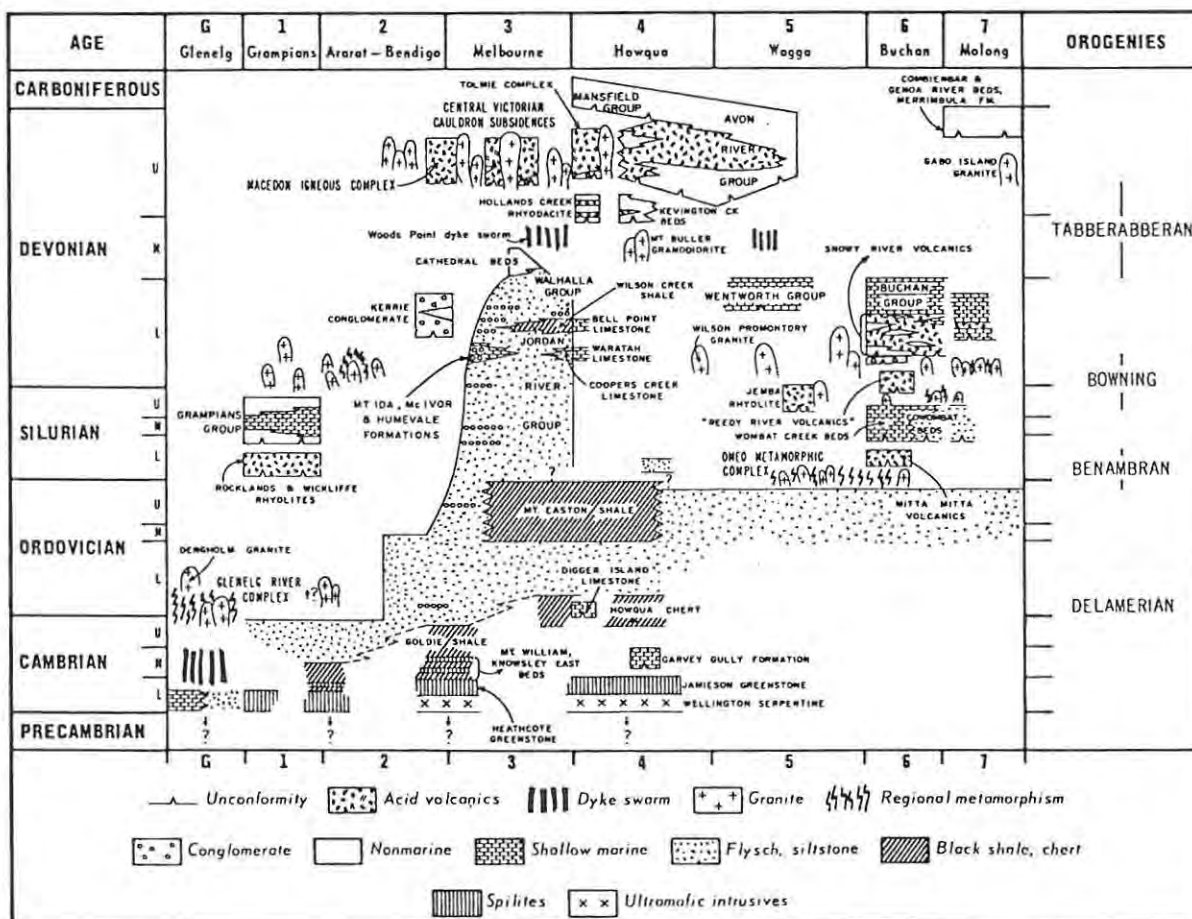 AGE
G
Glenelg
1
Grampians
2
Ararat - Bendigo
3
Melbourne
4
Howqua
5
Wagga
6
Buchan
7
Molong
OROGENIES
CARBONIFEROUS
TOLMIE COMPLEX
MANSFIELD
GROUP
COMBIENBAR &
GENOA RIVER BEDS,
MERRIMBULA FM.
CENTRAL VICTORIAN
CAULDRON SUBSIDENCES
AVON
RIVER
GROUP
U
MACEDON IGNEOUS COMPLEX
GABO ISLAND
GRANITE
HOLLANDS CREEK
RHYODACITE
KEVINGTON CK
BEDS
DEVONIAN
M
Woods Point dyke swarm
MT BULLER
GRANODIORITE
SNOWY RIVER VOLCANICS
TABBERABBERAN
CATHEDRAL BEDS
WALHALLA
GROUP
WILSON CREEK
SHALE
WENTWORTH GROUP
BUCHAN
GROUP
KERRIE
CONGLOMERATE
BELL POINT
LIMESTONE
L
JORDAN
RIVER
GROUP
WARATAH
LIMESTONE
WILSON PROMONTORY
GRANITE
COOPERS CREEK
LIMESTONE
BOWNING
MT IDA, Mc IVOR
& HUMEVALE
FORMATIONS
JEMBA
RHYOLITE
SILURIAN
U
M
L
GRAMPIANS
GROUP
"REEDY RIVER VOLCANICS"
WOMBAT CREEK BEDS
COWOMBAT
BEDS
ROCKLANDS & WICKLIFFE
RHYOLITES
?
?
OMEO METAMORPHIC
COMPLEX
BENAMBRAN
MITTA MITTA
VOLCANICS
ORDOVICIAN
U
M
L
MT. EASTON SHALE
DERGHOLM GRANITE
GLENELG RIVER
COMPLEX
+?
DIGGER ISLAND
LIMESTONE
HOWQUA CHERT
DELAMERIAN
CAMBRIAN
U
M
L
GOLDIE SHALE
Mt. WILLIAM,
KNOWSLEY EAST
BEDS
GARVEY GULLY FORMATION
JAMIESON GREENSTONE
WELLINGTON SERPENTINE
HEATHCOTE
GREENSTONE
PRECAMBRIAN
?
?
?
?
G
1
2
3
4
5
6
7
Unconformity
Acid volcanics
Dyke swarm
Granite
Regional metamorphism
Conglomerate
Nonmarine
Shallow marine
Flysch, siltstone
Black shale, chert
Spilites
Ultramafic intrusives